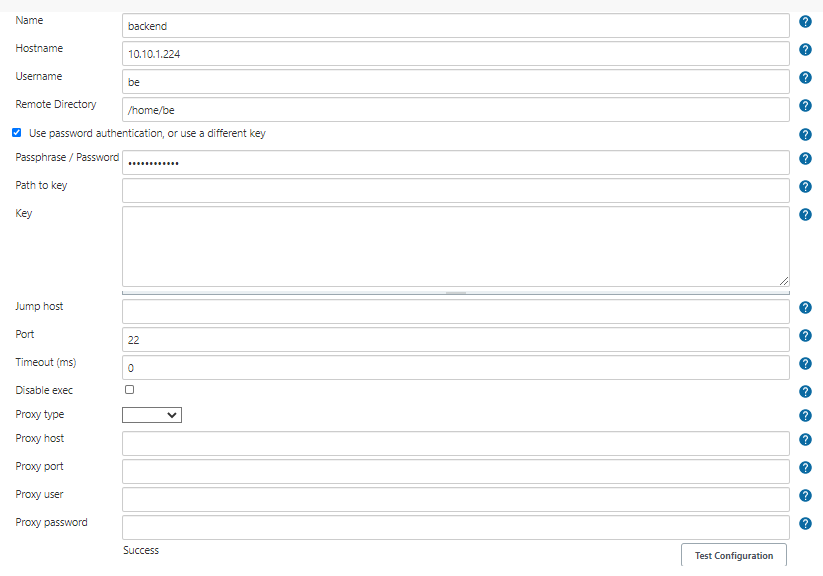 Name
backend
Hostname
10.10.1.224
Username
be
Remote Directory
/home/be
Use password authentication, or use a different key
Passphrase / Password
••••••••••••
Path to key
Key
Jump host
Port
22
Timeout (ms)
0
Disable exec
Proxy type
Proxy host
Proxy port
Proxy user
Proxy password
Success
Test Configuration